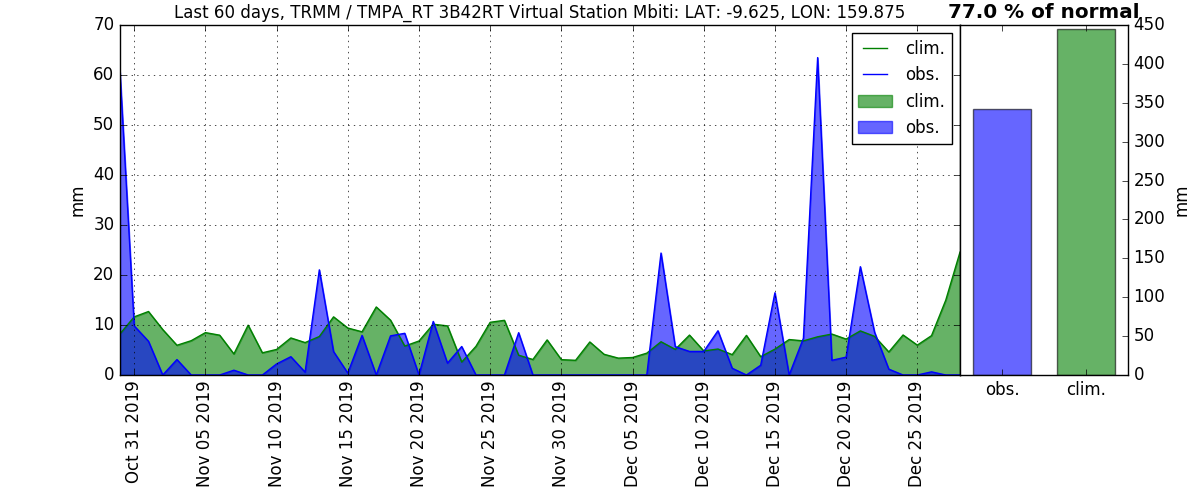 Last 60 days, TRMM / TMPA_RT 3B42RT Virtual Station Mbiti: LAT: -9.625, LON: 159.875
77.0 % of normal
70
60
50
40
30
20
10
0
mm
clim.
obs.
clim.
obs.
450
400
350
300
250
200
150
100
50
0
mm
Oct 31 2019
Nov 05 2019
Nov 10 2019
Nov 15 2019
Nov 20 2019
Nov 25 2019
Nov 30 2019
Dec 05 2019
Dec 10 2019
Dec 15 2019
Dec 20 2019
Dec 25 2019
obs.
clim.